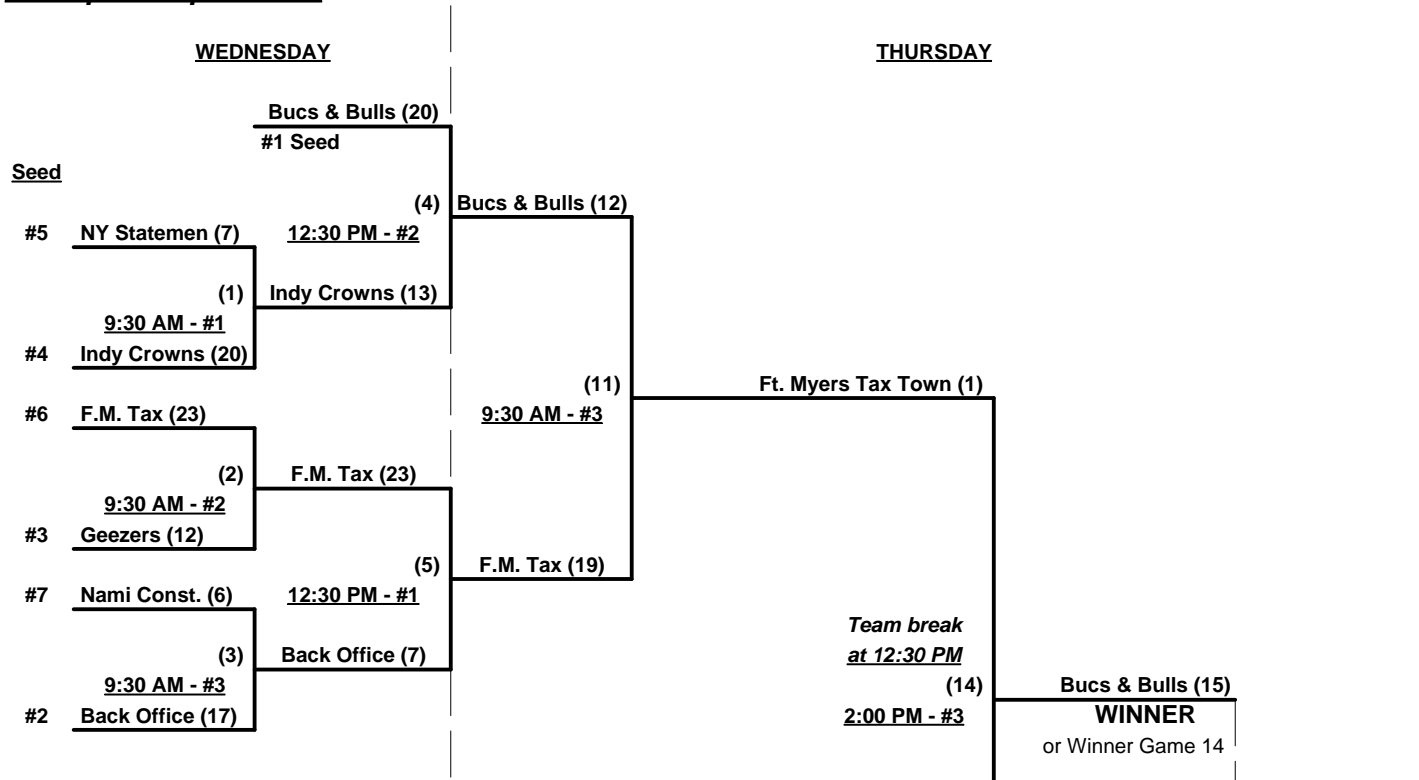 WEDNESDAY THURSDAY
Bucs & Bulls (20)
#1 Seed
Seed
(4) Bucs & Bulls (12)
#5 NY Statemen (7) 12:30 PM - #2
(1) Indy Crowns (13)
9:30 AM - #1
#4 Indy Crowns (20)
(11) Ft. Myers Tax Town (1)
#6 F.M. Tax (23) 9:30 AM - #3
(2) F.M. Tax (23)
9:30 AM - #2
#3 Geezers (12)
(5) F.M. Tax (19)
#7 Nami Const. (6) 12:30 PM - #1
Team break
(3) Back Office (7) at 12:30 PM
9:30 AM - #3 (14) Bucs & Bulls (15)
#2 Back Office (17) 2:00 PM - #3 WINNER
or Winner Game 14